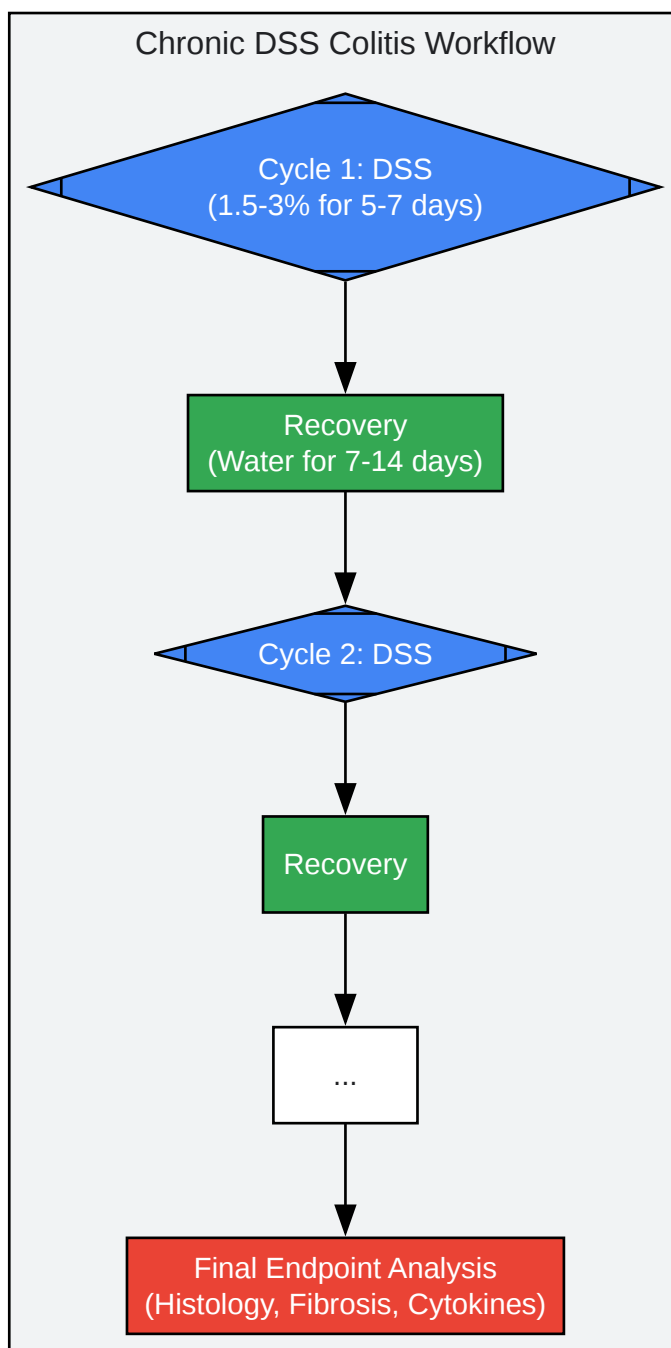 Chronic DSS Colitis Workflow
Cycle 1: DSS
(1.5-3% for 5-7 days)
Recovery
(Water for 7-14 days)
Cycle 2: DSS
Recovery
...
Final Endpoint Analysis
(Histology, Fibrosis, Cytokines)